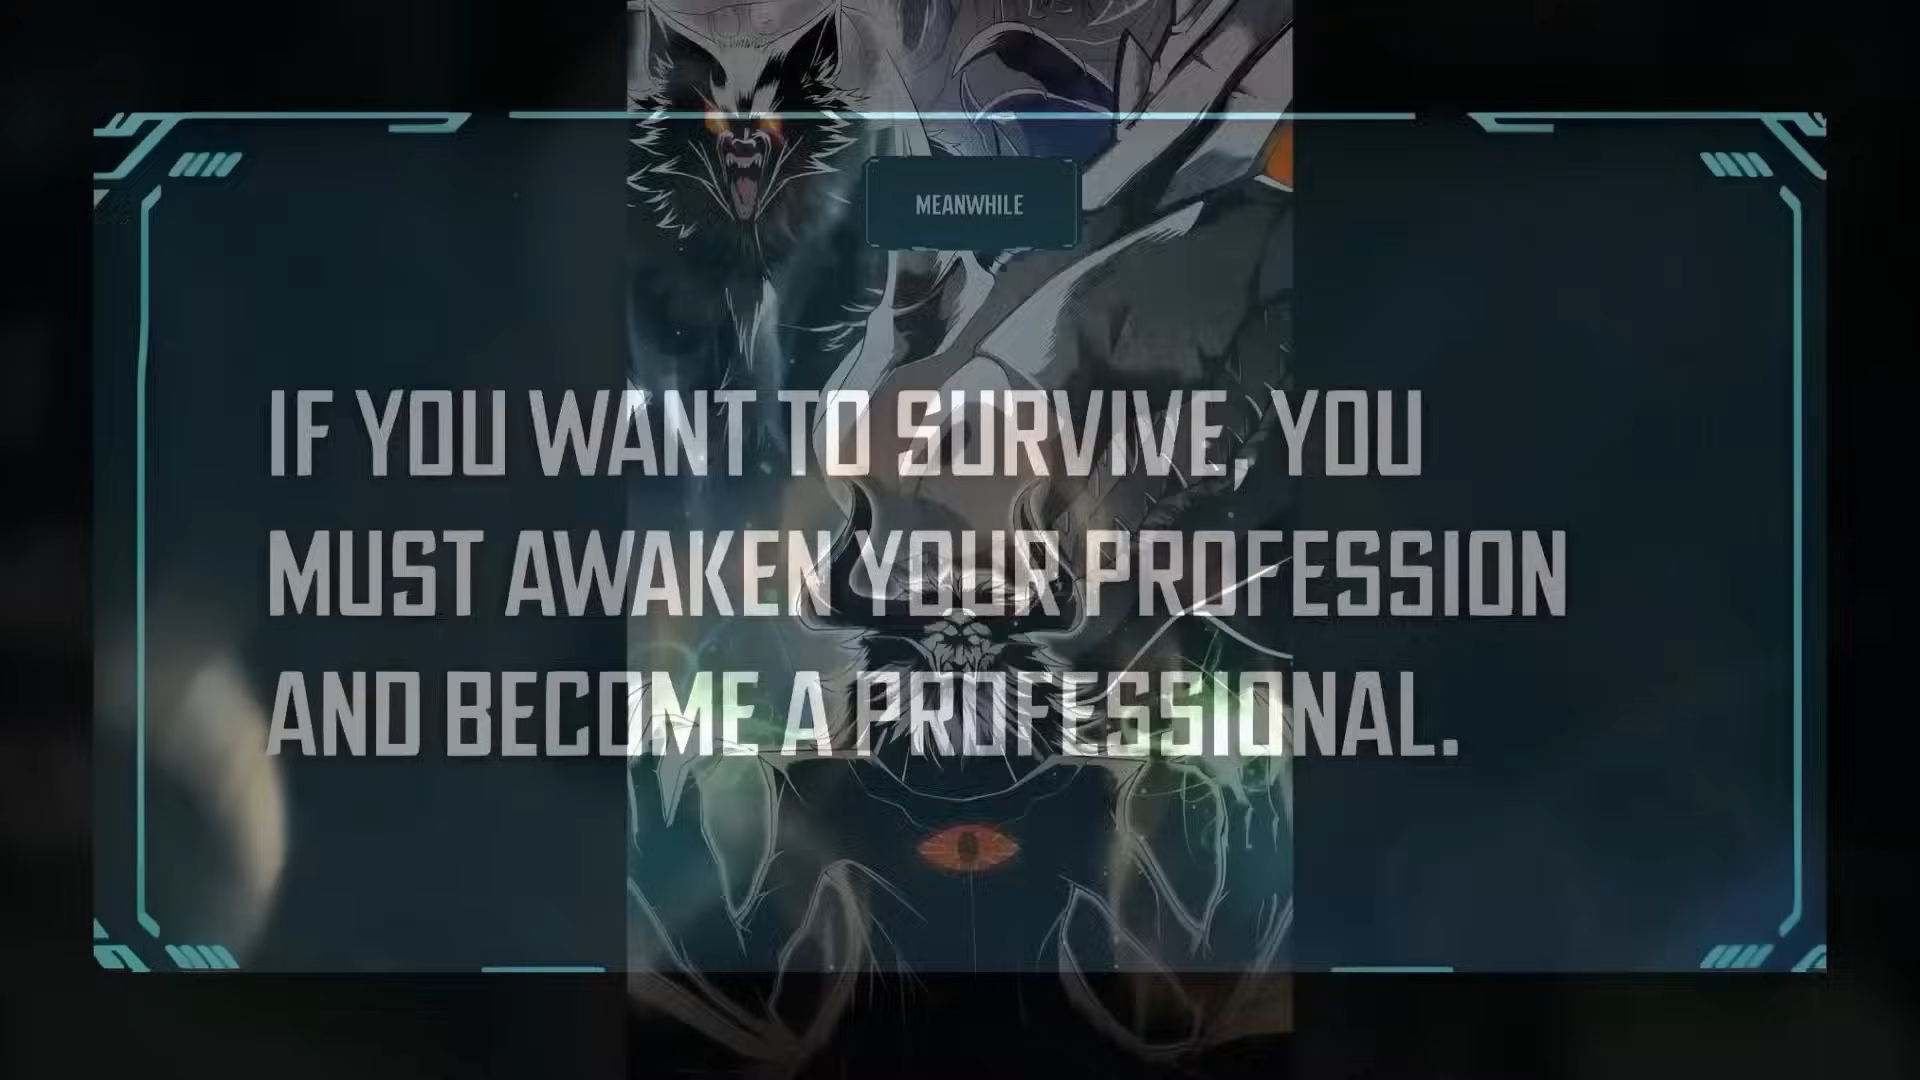 MEANWHILE
IF YOU WANT TO SURVIVE, YOU
MUST AWAKEN YOUR PROFESSION
AND BECOME A PROFESSIONAL.